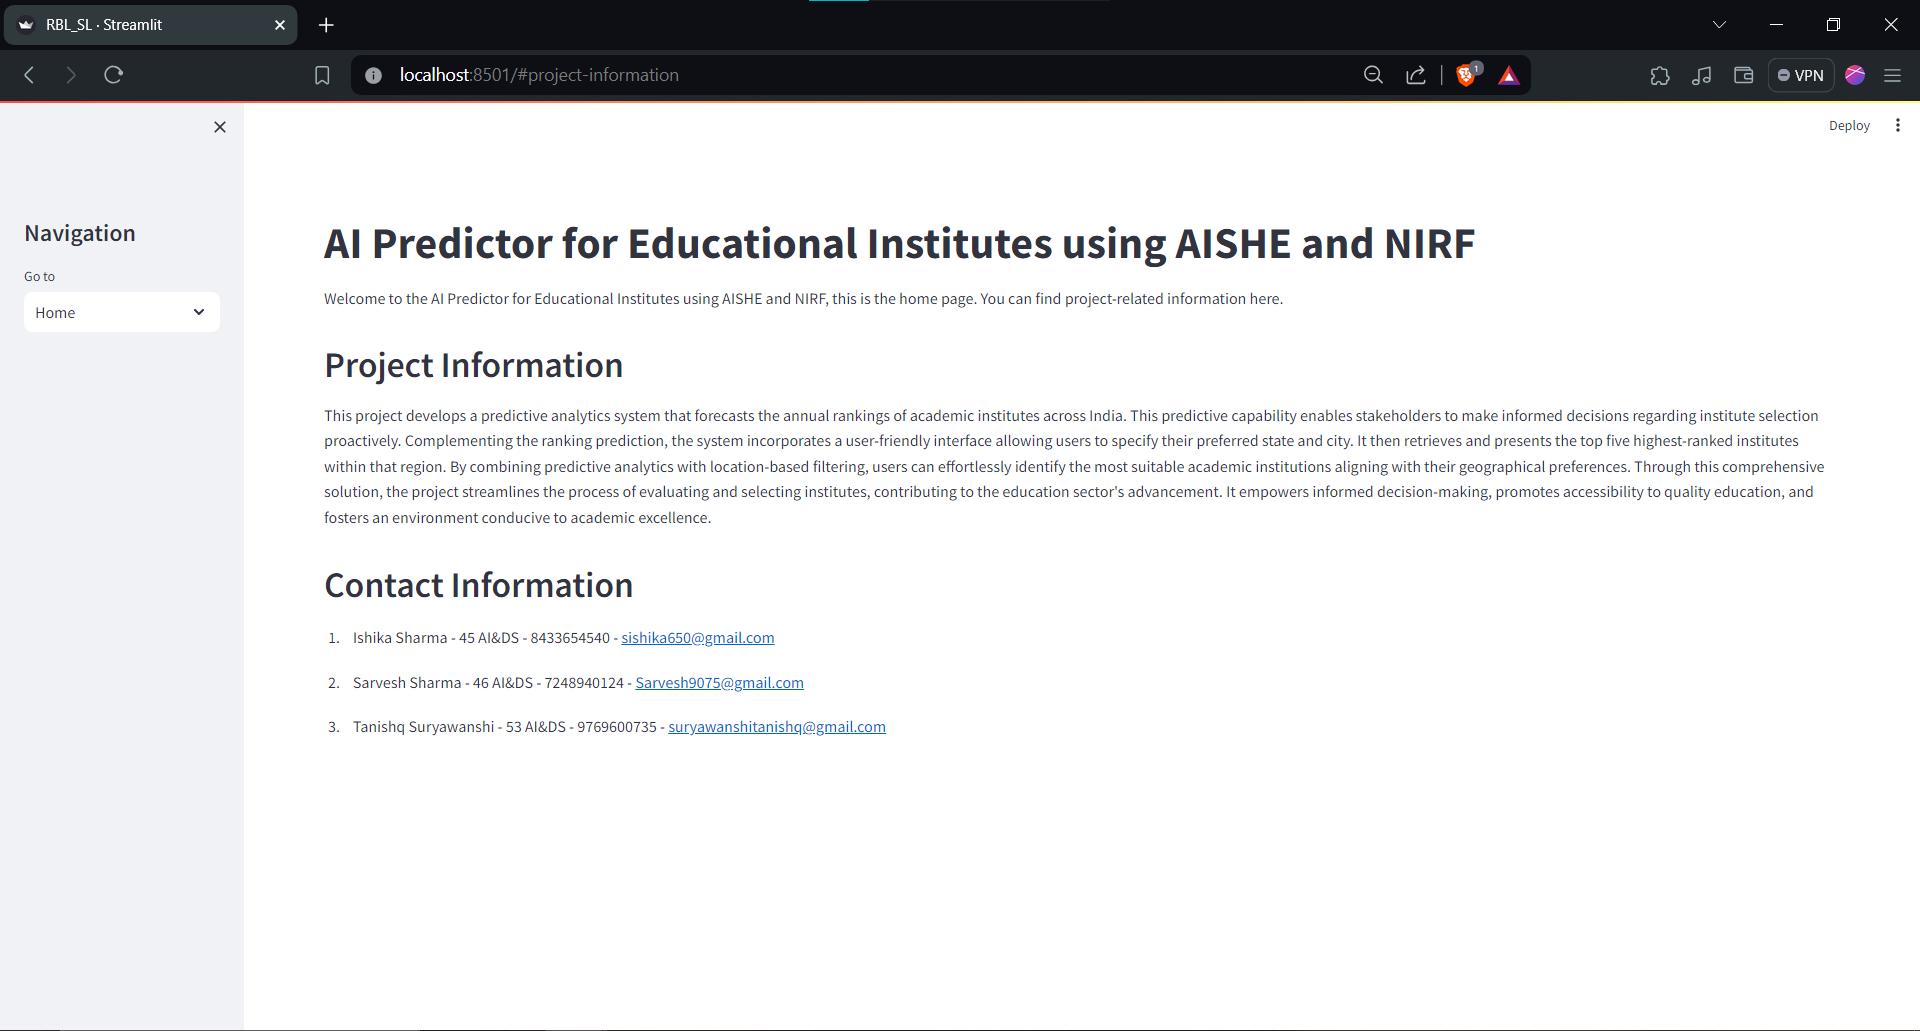 RBL_SL · Streamlit
localhost:8501/#project-information
1
VPN
Deploy
Navigation
Go to
Home
AI Predictor for Educational Institutes using AISHE and NIRF
Welcome to the AI Predictor for Educational Institutes using AISHE and NIRF, this is the home page. You can find project-related information here.
Project Information
This project develops a predictive analytics system that forecasts the annual rankings of academic institutes across India. This predictive capability enables stakeholders to make informed decisions regarding institute selection
proactively. Complementing the ranking prediction, the system incorporates a user-friendly interface allowing users to specify their preferred state and city. It then retrieves and presents the top five highest-ranked institutes
within that region. By combining predictive analytics with location-based filtering, users can effortlessly identify the most suitable academic institutions aligning with their geographical preferences. Through this comprehensive
solution, the project streamlines the process of evaluating and selecting institutes, contributing to the education sector's advancement. It empowers informed decision-making, promotes accessibility to quality education, and
fosters an environment conducive to academic excellence.
Contact Information
1. Ishika Sharma - 45 AI&DS - 8433654540 - sishika650@gmail.com
2. Sarvesh Sharma - 46 AI&DS - 7248940124 - Sarvesh9075@gmail.com
3. Tanishq Suryawanshi - 53 AI&DS - 9769600735 - suryawanshitanishq@gmail.com